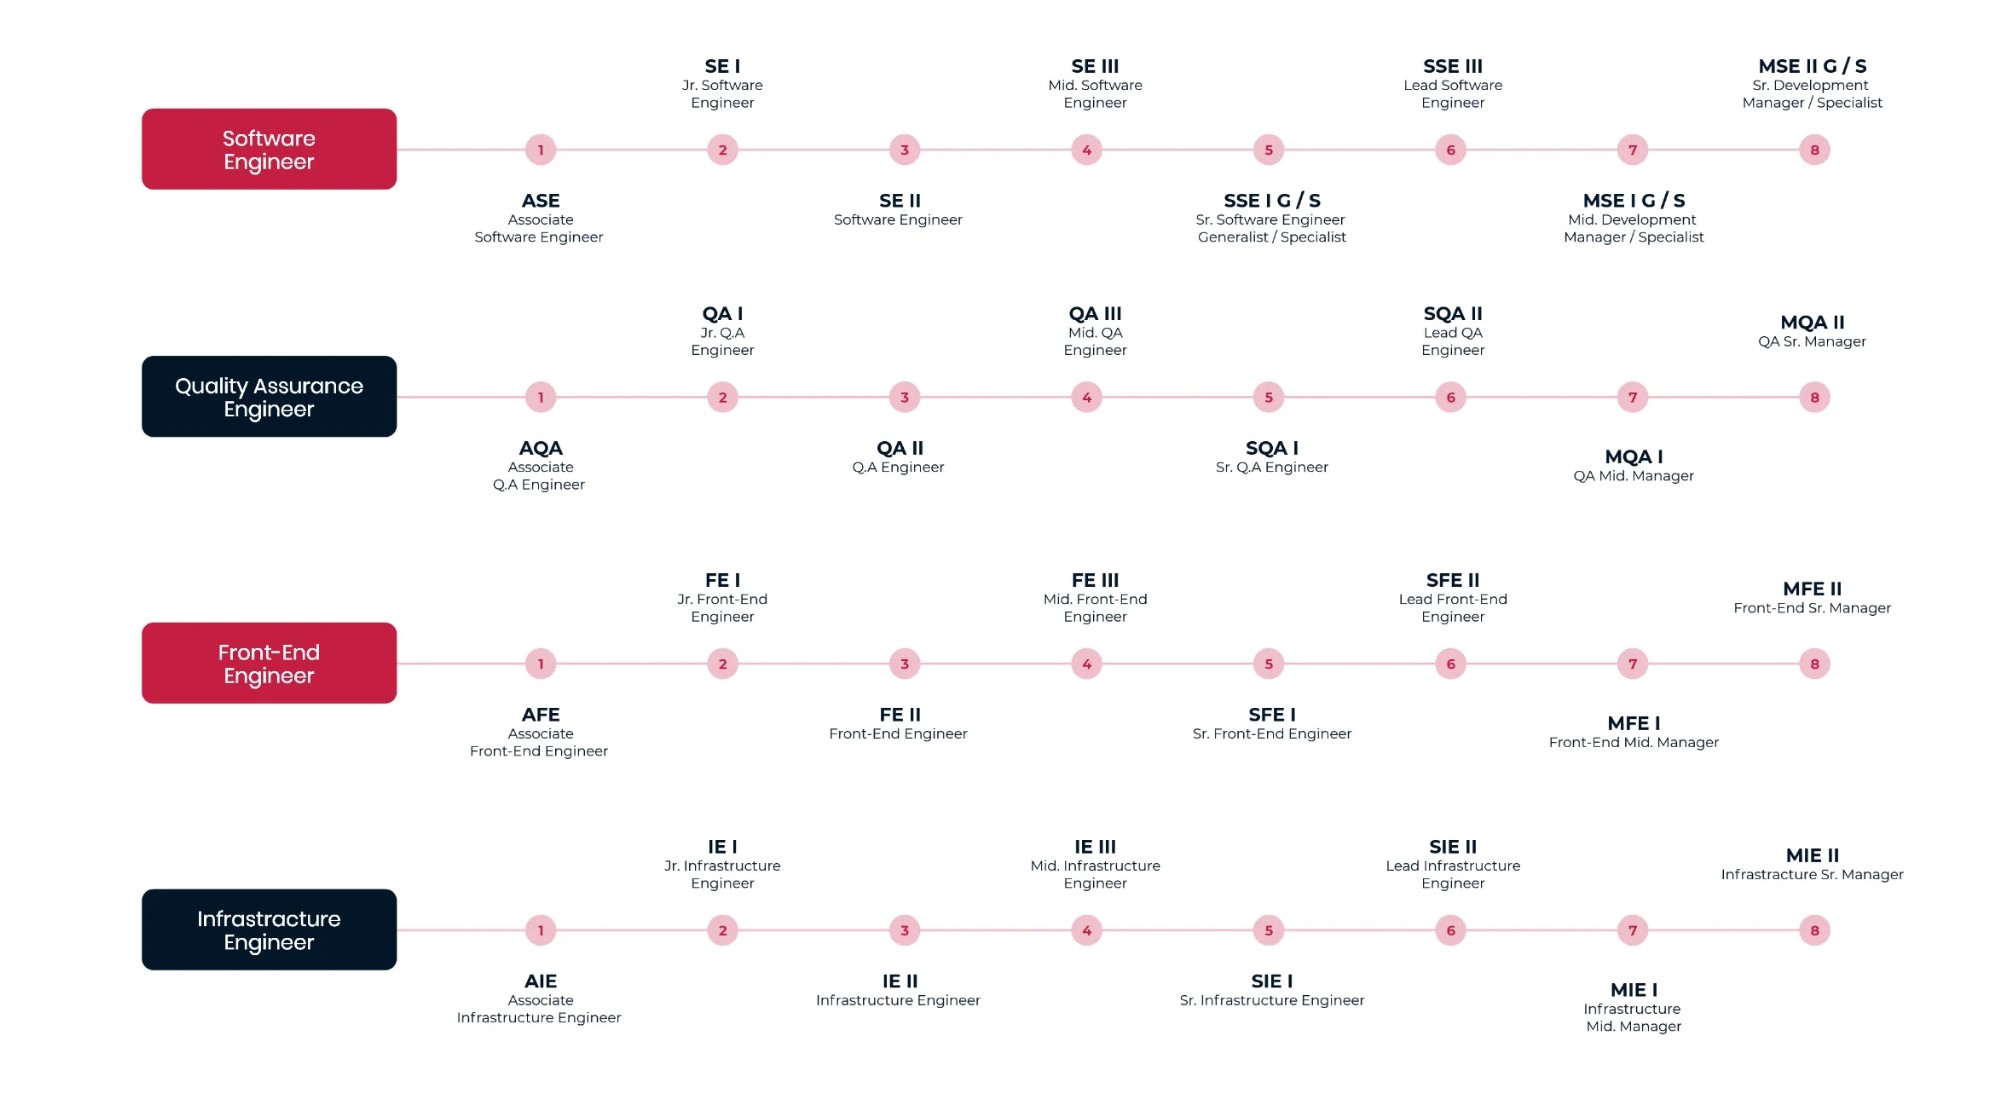 SE I
Jr. Software
Engineer
SE III
Mid. Software
Engineer
SSE III
Lead Software
Engineer
MSE II G / S
Sr. Development
Manager / Specialist
Software
Engineer
1
2
3
4
5
6
7
8
ASE
Associate
Software Engineer
SE II
Software Engineer
SSE I G / S
Sr. Software Engineer
Generalist / Specialist
MSE I G / S
Mid. Development
Manager / Specialist
QA I
Jr. Q.A
Engineer
QA III
Mid. QA
Engineer
SQA II
Lead QA
Engineer
MQA II
QA Sr. Manager
Quality Assurance
Engineer
1
2
3
4
5
6
7
8
AQA
Associate
Q.A Engineer
QA II
Q.A Engineer
SQA I
Sr. Q.A Engineer
MQA I
QA Mid. Manager
FE I
Jr. Front-End
Engineer
FE III
Mid. Front-End
Engineer
SFE II
Lead Front-End
Engineer
MFE II
Front-End Sr. Manager
Front-End
Engineer
1
2
3
4
5
6
7
8
AFE
Associate
Front-End Engineer
FE II
Front-End Engineer
SFE I
Sr. Front-End Engineer
MFE I
Front-End Mid. Manager
IE I
Jr. Infrastructure
Engineer
IE III
Mid. Infrastructure
Engineer
SIE II
Lead Infrastructure
Engineer
MIE II
Infrastracture Sr. Manager
Infrastracture
Engineer
1
2
3
4
5
6
7
8
AIE
Associate
Infrastructure Engineer
IE II
Infrastructure Engineer
SIE I
Sr. Infrastructure Engineer
MIE I
Infrastructure
Mid. Manager